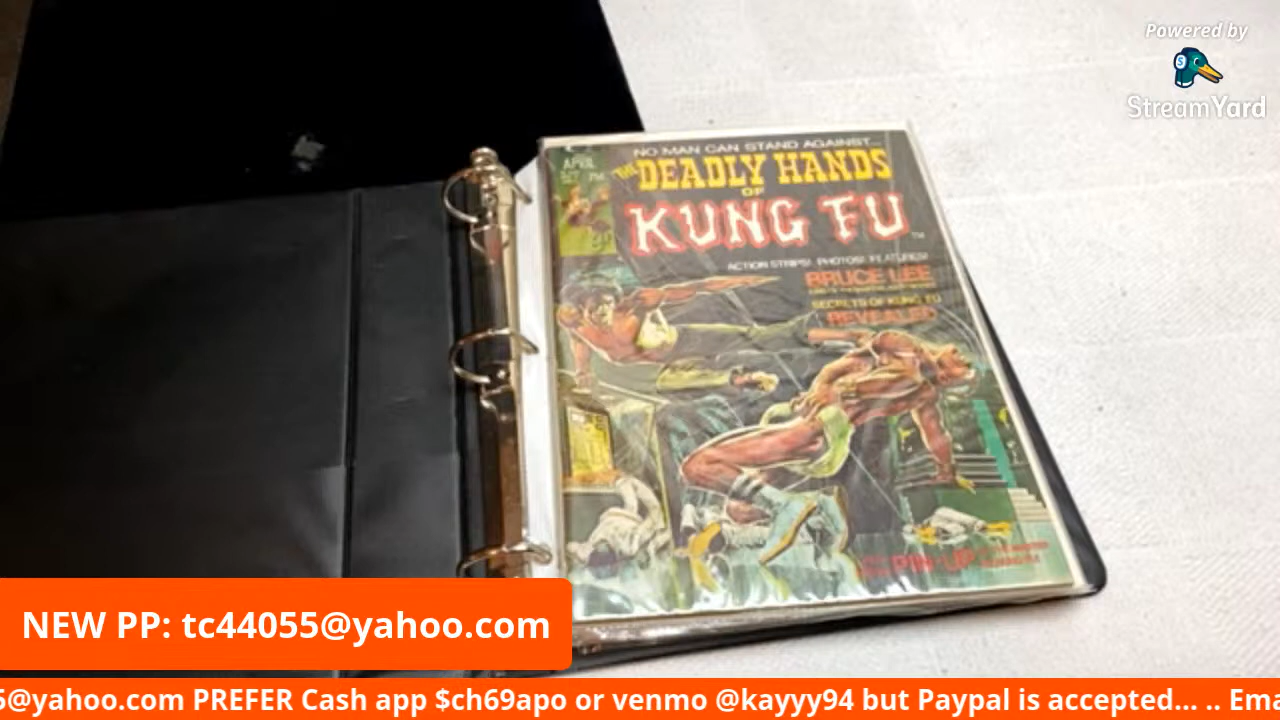 Powered by
StreamYard
NO MAN CAN STAND AGAINST...
APRIL
75¢
THE
DEADLY HANDS
OF
KUNG FU
TM
ACTION STRIPS! PHOTOS! FEATURES!
BRUCE LEE
SECRETS OF KUNG FU
REVEALED
PIN-UP
NEW PP: tc44055@yahoo.com
5@yahoo.com PREFER Cash app $ch69apo or venmo @kayyy94 but Paypal is accepted... .. Ema